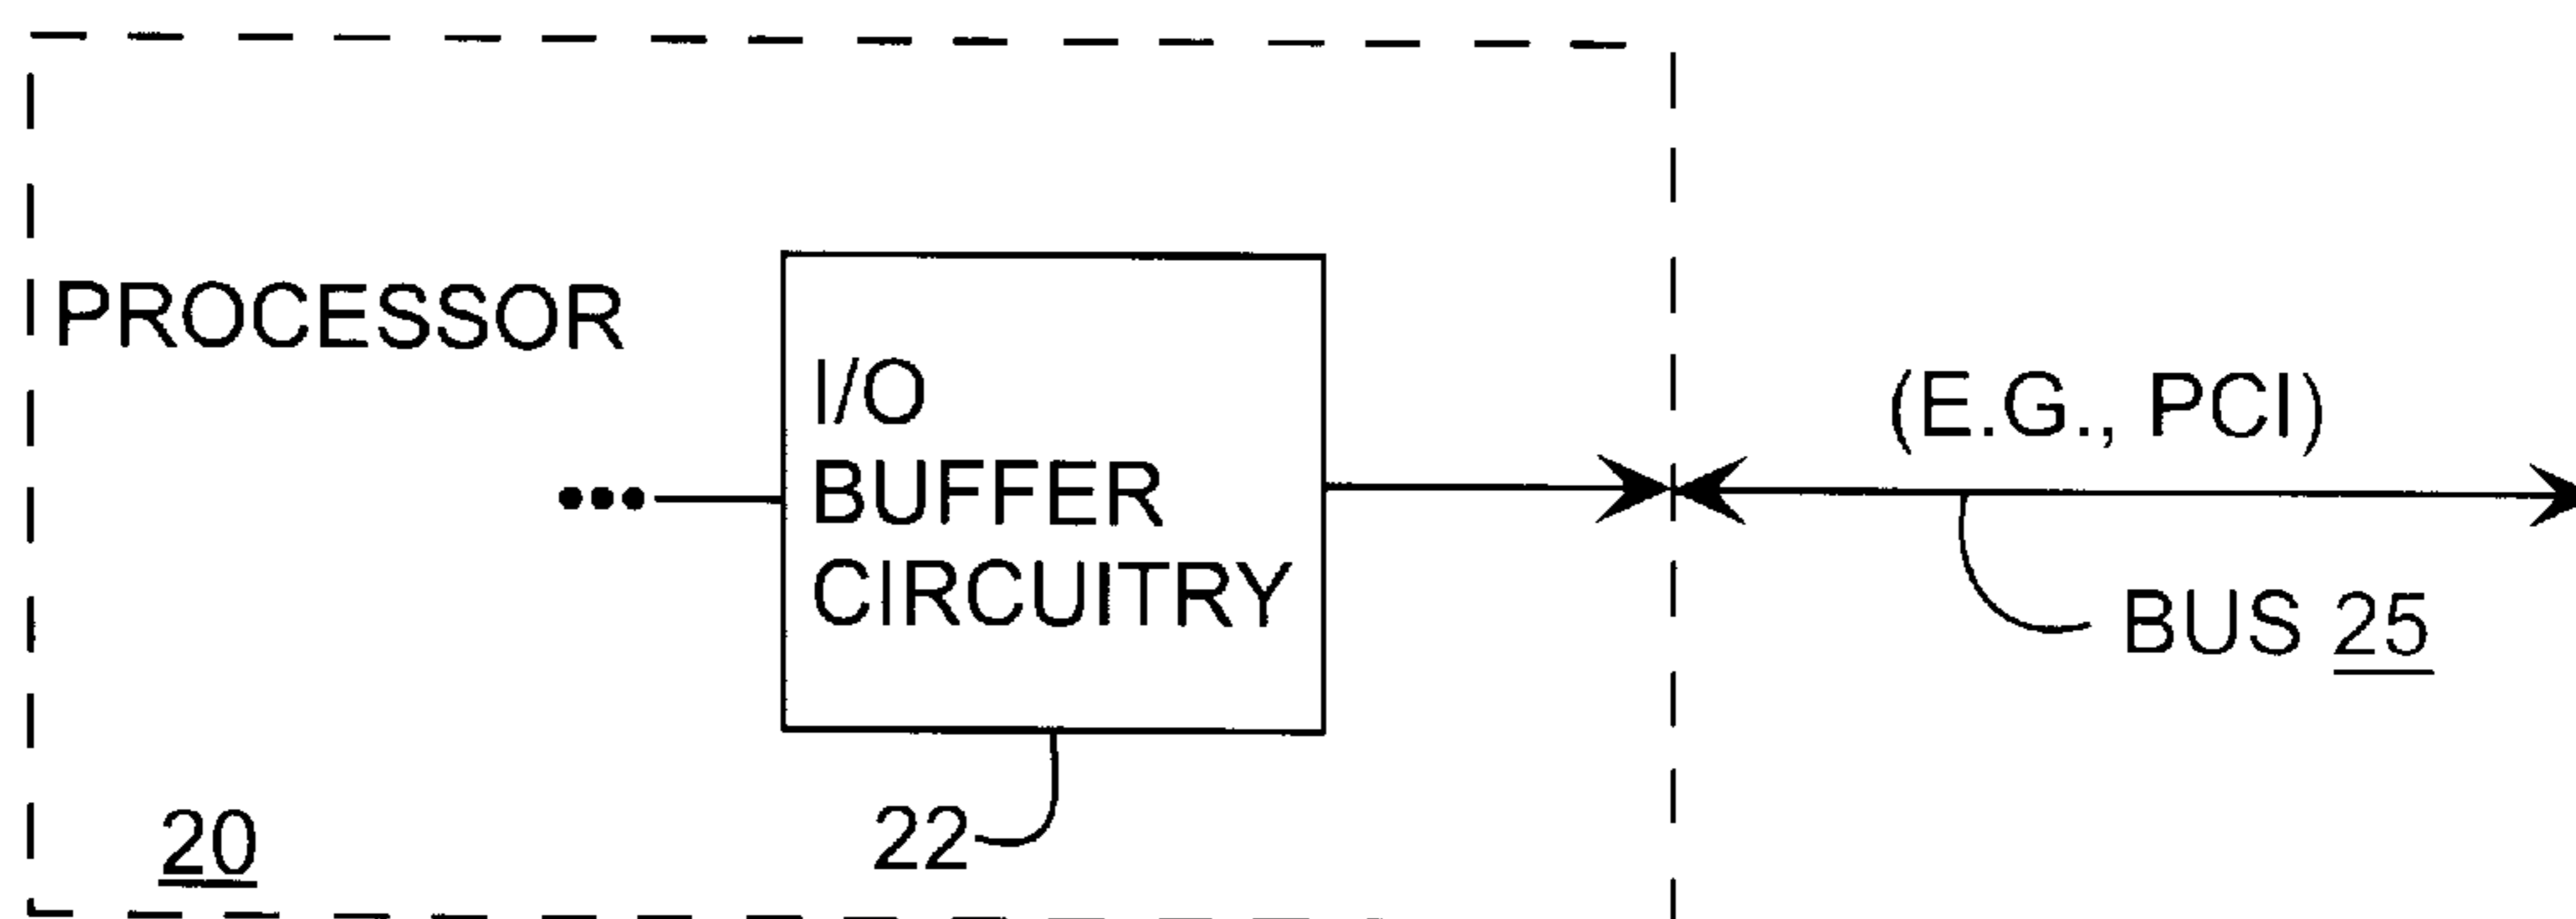 PROCESSOR
I/O
BUFFER
CIRCUITRY
(E.G., PCI)
BUS 25
22
20